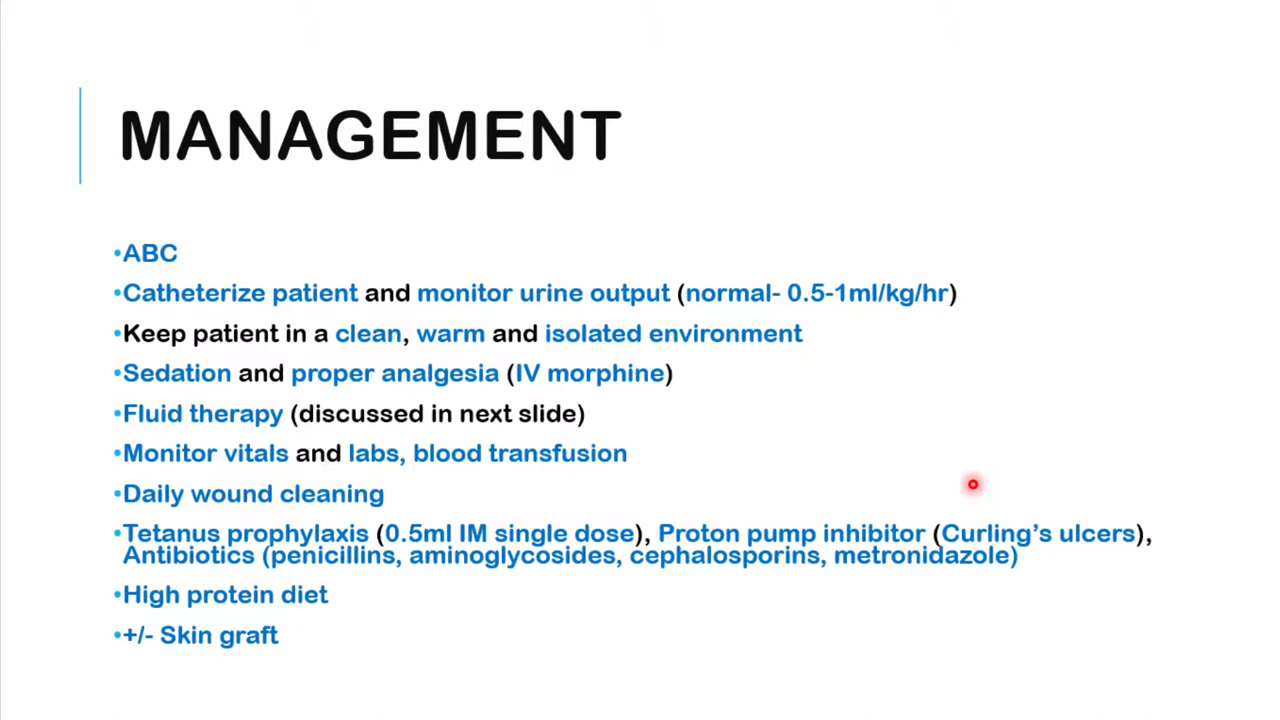 MANAGEMENT
•ABC
•Catheterize patient and monitor urine output (normal- 0.5-1ml/kg/hr)
•Keep patient in a clean, warm and isolated environment
•Sedation and proper analgesia (IV morphine)
•Fluid therapy (discussed in next slide)
•Monitor vitals and labs, blood transfusion
•Daily wound cleaning
•Tetanus prophylaxis (0.5ml IM single dose), Proton pump inhibitor (Curling’s ulcers),
Antibiotics (penicillins, aminoglycosides, cephalosporins, metronidazole)
•High protein diet
•+/- Skin graft